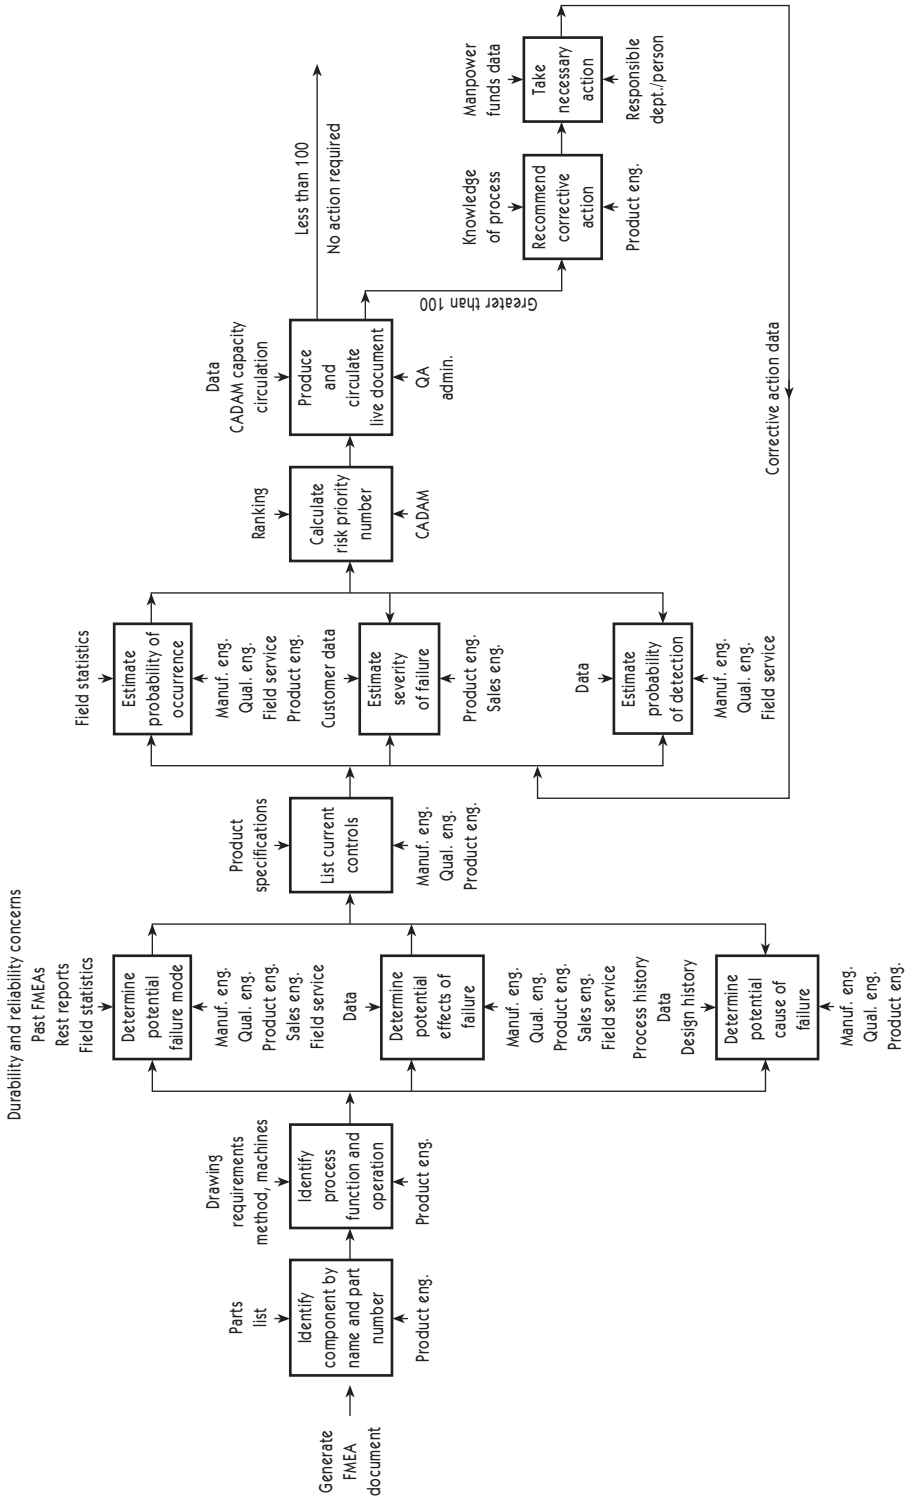 Generate
FMEA
document
Parts
list
Identify
component by
name and part
number
Product eng.
Drawing
requirements
method, machines
Identify
process
function and
operation
Product eng.
Durability and reliability concerns
Past FMEAs
Rest reports
Field statistics
Determine
potential
failure mode
Manuf. eng.
Qual. eng.
Product eng.
Sales eng.
Field service
Data
Determine
potential
effects of
failure
Manuf. eng.
Qual. eng.
Product eng.
Sales eng.
Field service
Process history
Data
Design history
Determine
potential
cause of
failure
Manuf. eng.
Qual. eng.
Product eng.
Product
specifications
List current
controls
Manuf. eng.
Qual. eng.
Product eng.
Field statistics
Estimate
probability of
occurrence
Manuf. eng.
Qual. eng.
Field service
Product eng.
Customer data
Estimate
severity
of failure
Product eng.
Sales eng.
Data
Estimate
probability
of detection
Manuf. eng.
Qual. eng.
Field service
Ranking
Calculate
risk priority
number
CADAM
Data
CADAM capacity
circulation
Produce
and
circulate
live document
QA
admin.
Less than 100
No action required
Greater than 100
Knowledge
of process
Recommend
corrective
action
Product eng.
Manpower
funds data
Take
necessary
action
Responsible
dept./person
Corrective action data